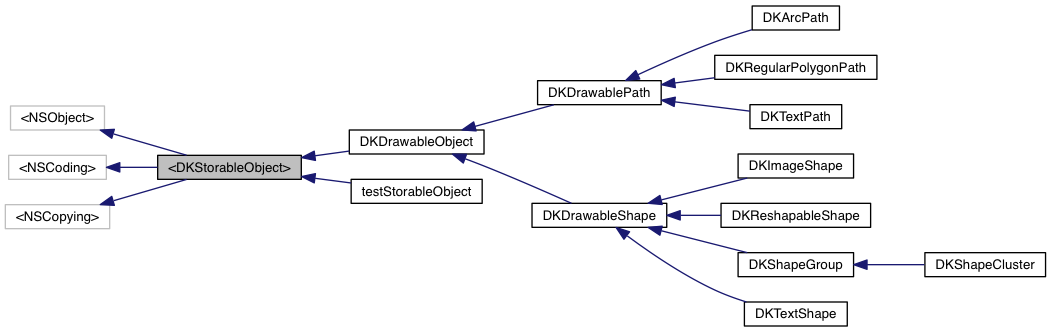 <NSObject>
<NSCoding>
<NSCopying>
<DKStorableObject>
DKDrawableObject
testStorableObject
DKDrawablePath
DKDrawableShape
DKArcPath
DKRegularPolygonPath
DKTextPath
DKImageShape
DKReshapableShape
DKShapeGroup
DKTextShape
DKShapeCluster